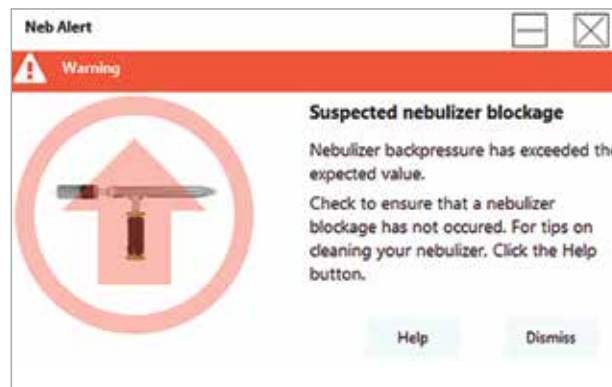 Neb Alert
Warning
Suspected nebulizer blockage
Nebulizer backpressure has exceeded the
expected value.
Check to ensure that a nebulizer
blockage has not occured. For tips on
cleaning your nebulizer. Click the Help
button.
Help
Dismiss